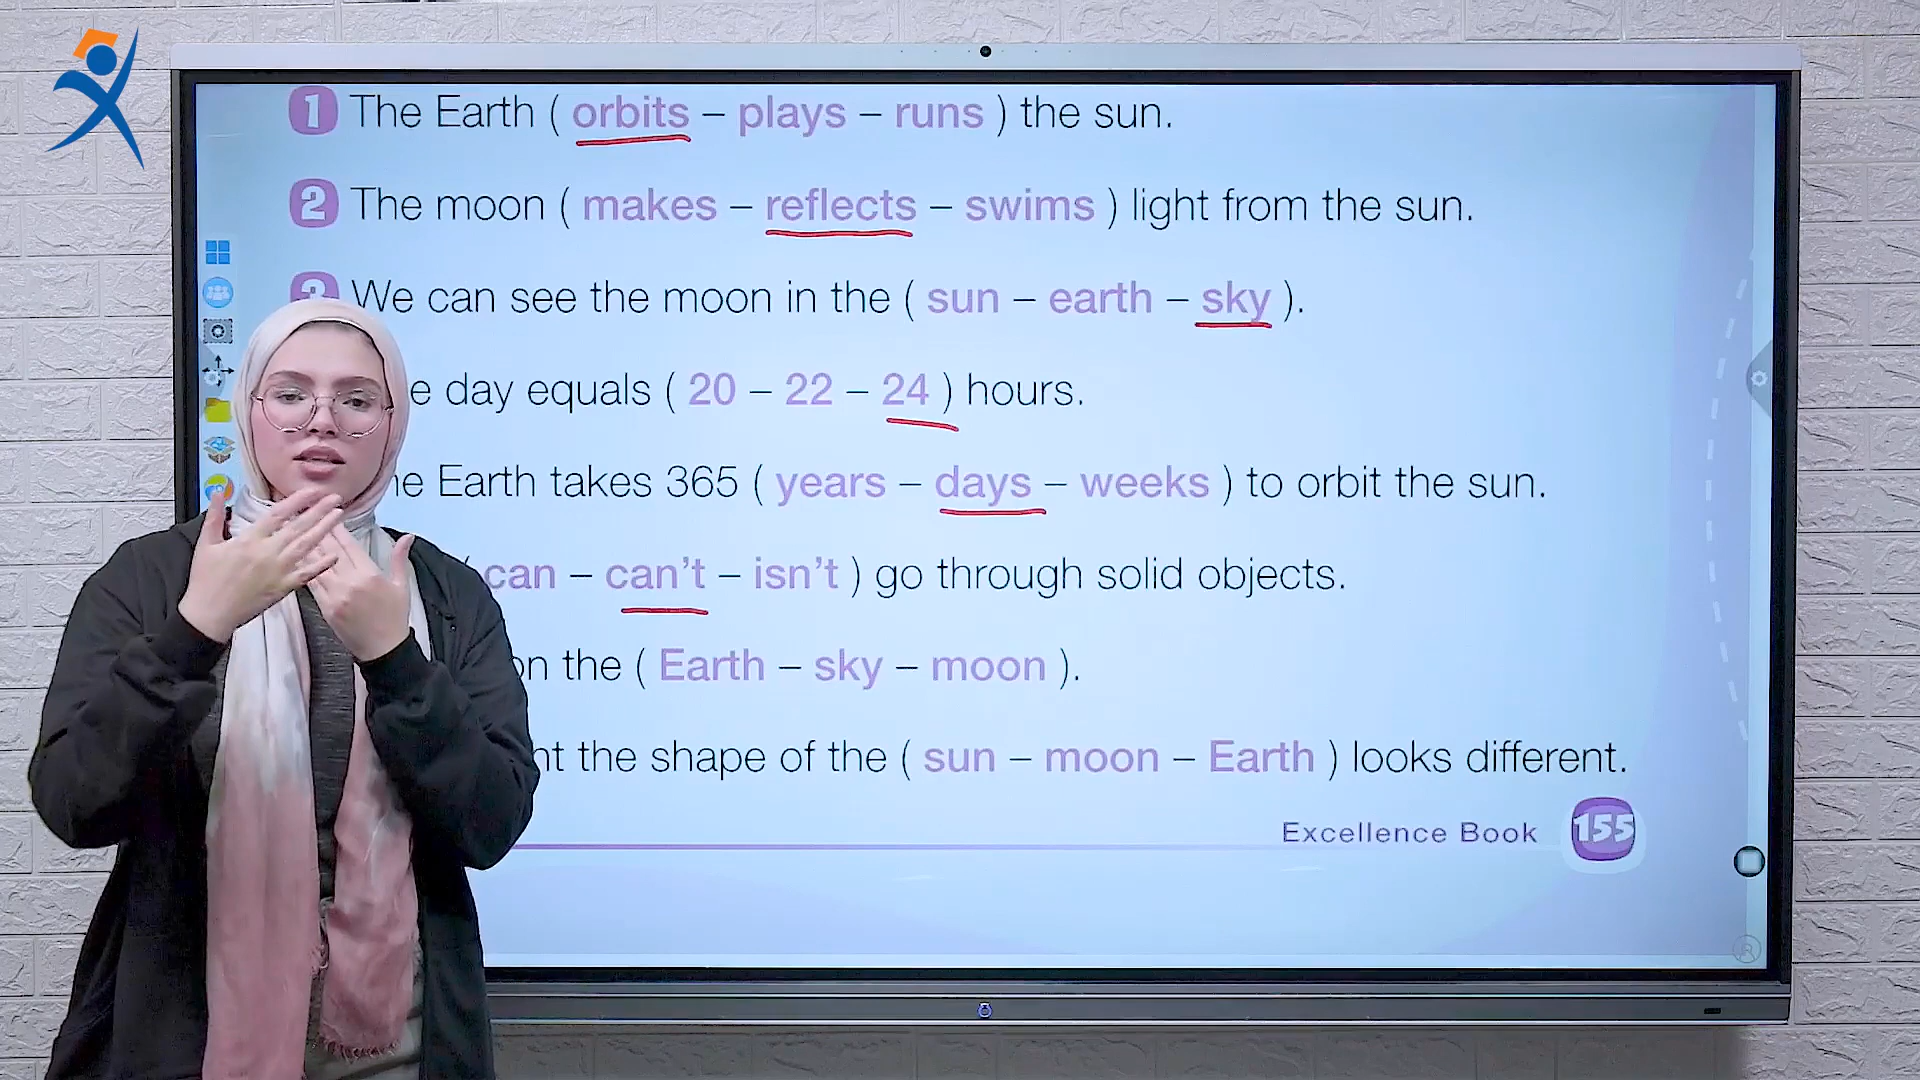 1 The Earth ( orbits – plays – runs ) the sun.
2 The moon ( makes – reflects – swims ) light from the sun.
3 We can see the moon in the ( sun – earth – sky ).
day equals ( 20 – 22 – 24 ) hours.
Earth takes 365 ( years – days – weeks ) to orbit the sun.
( can – can't – isn't ) go through solid objects.
on the ( Earth – sky – moon ).
the shape of the ( sun – moon – Earth ) looks different.
Excellence Book 155